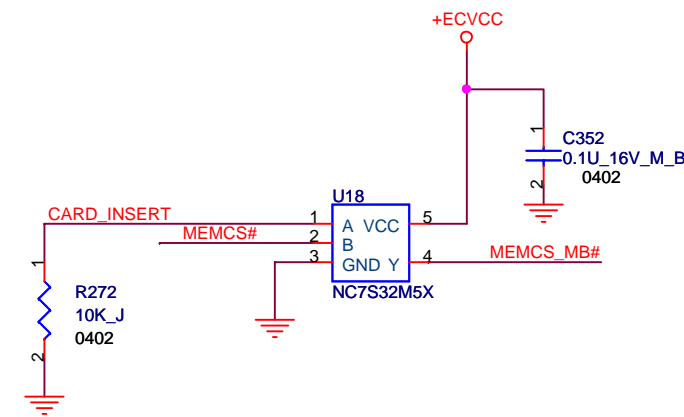 +ECVCC
1
C352
0.1U_16V_M_B
0402
2
U18
CARD_INSERT
1
A
VCC
5
MEMCS#
2
B
3
GND
Y
4
MEMCS_MB#
NC7S32M5X
1
R272
10K_J
0402
2